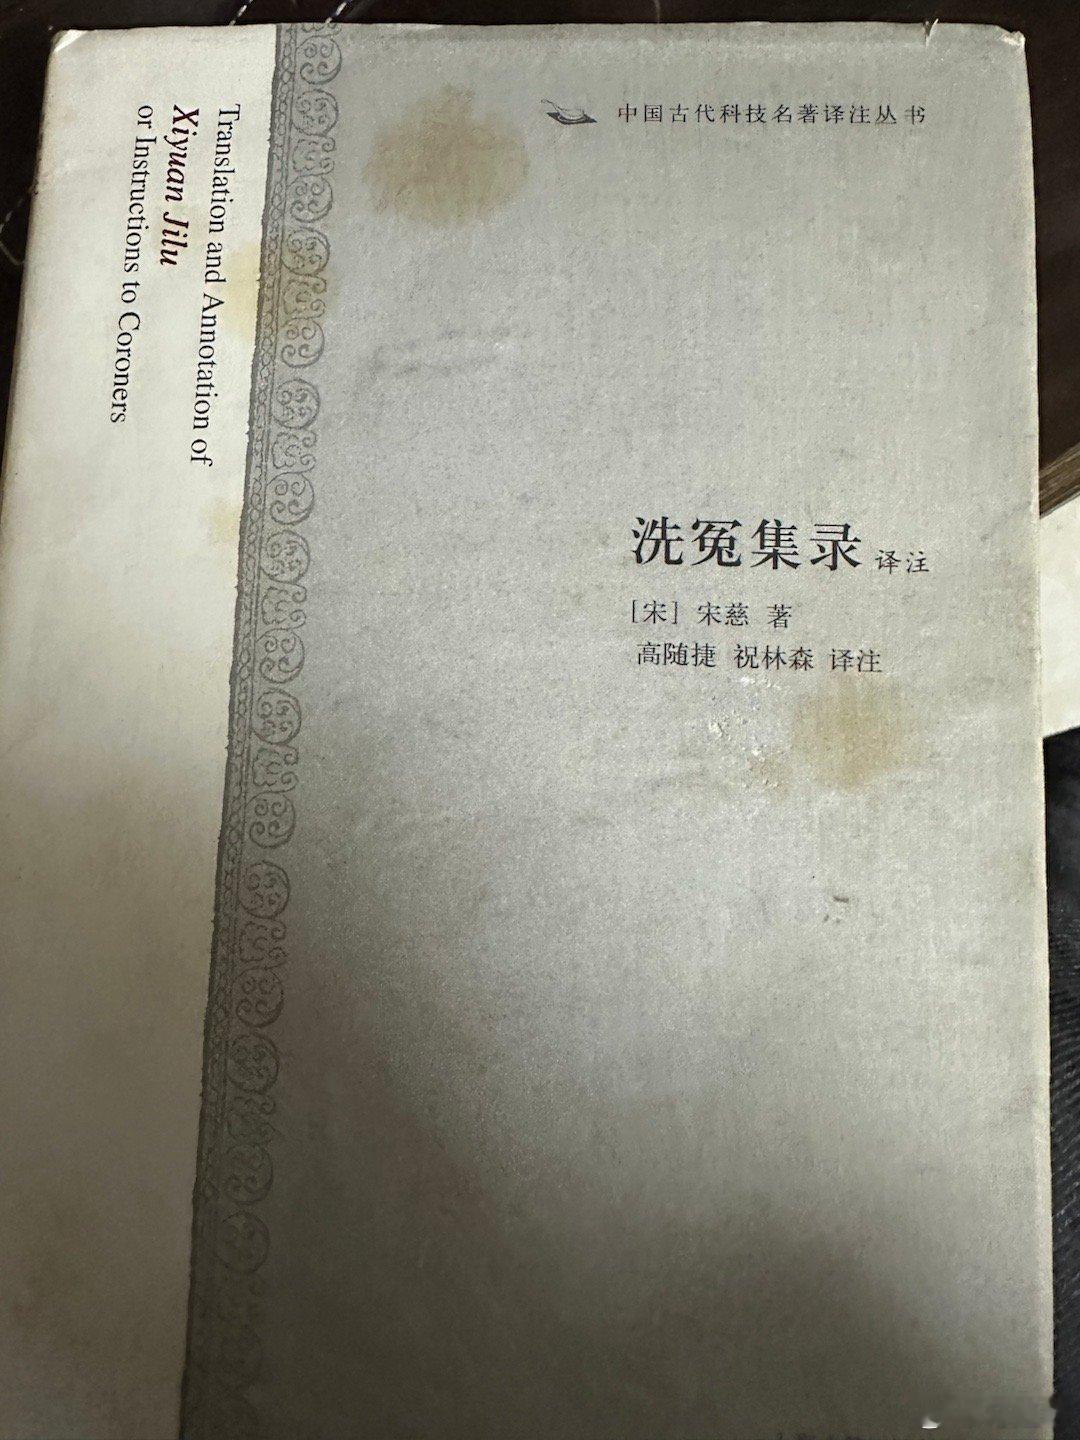 中国古代科技名著译注丛书
洗冤集录 译注
［宋］ 宋慈 著
高随捷 祝林森 译注
Translation and Annotation of
Xiyuan Jilu
or Instructions to Coroners